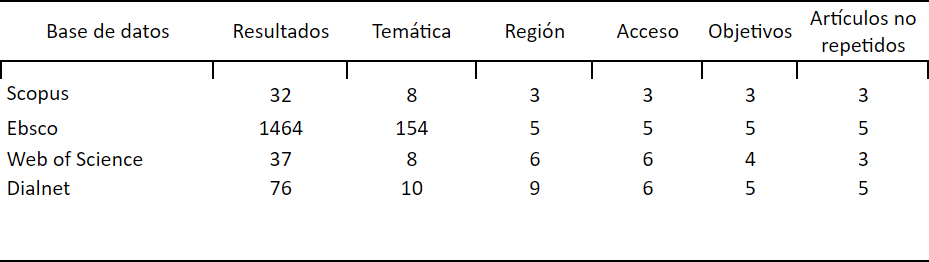 Base de datos Resultados Temática Región Acceso Objetivos Artículos no repetidos
Scopus 32 8 3 3 3 3
Ebsco 1464 154 5 5 5 5
Web of Science 37 8 6 6 4 3
Dialnet 76 10 9 6 5 5